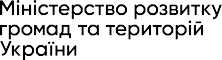 Міністерство розвитку
громад та територій
України